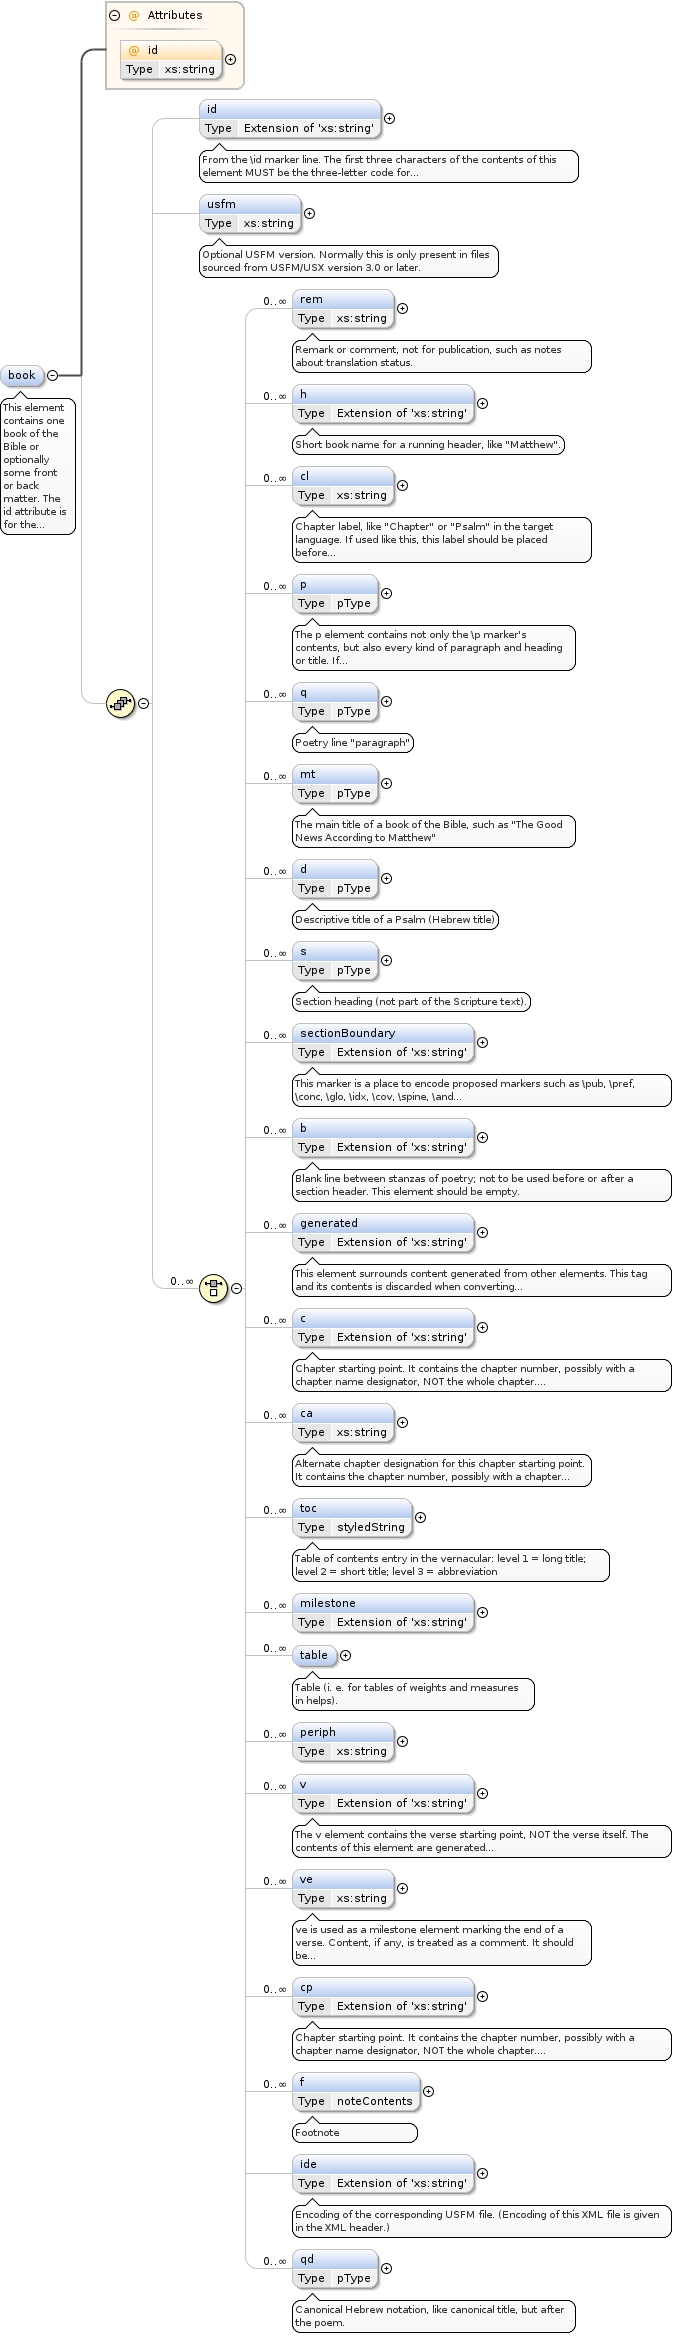 @ Attributes
@ id
Type xs:string
id
Type Extension of 'xs:string'
From the \id marker line. The first three characters of the contents of this
element MUST be the three-letter code for...
usfm
Type xs:string
Optional USFM version. Normally this is only present in files
sourced from USFM/USX version 3.0 or later.
0..∞ rem
Type xs:string
Remark or comment, not for publication, such as notes
about translation status.
book
This element
contains one
book of the
Bible or
optionally
some front
or back
matter. The
id attribute is
for the...
0..∞ h
Type Extension of 'xs:string'
Short book name for a running header, like "Matthew".
0..∞ cl
Type xs:string
Chapter label, like "Chapter" or "Psalm" in the target
language. If used like this, this label should be placed
before...
0..∞ p
Type pType
The p element contains not only the \p marker's
contents, but also every kind of paragraph and heading
or title. If...
0..∞ q
Type pType
Poetry line "paragraph"
0..∞ mt
Type pType
The main title of a book of the Bible, such as "The Good
News According to Matthew"
0..∞ d
Type pType
Descriptive title of a Psalm (Hebrew title)
0..∞ s
Type pType
Section heading (not part of the Scripture text).
0..∞ sectionBoundary
Type Extension of 'xs:string'
This marker is a place to encode proposed markers such as \pub, \pref,
\conc, \glo, \idx, \cov, \spine, \and...
0..∞ b
Type Extension of 'xs:string'
Blank line between stanzas of poetry; not to be used before or after a
section header. This element should be empty.
0..∞ generated
Type Extension of 'xs:string'
This element surrounds content generated from other elements. This tag
and its contents is discarded when converting...
0..∞
0..∞ c
Type Extension of 'xs:string'
Chapter starting point. It contains the chapter number, possibly with a
chapter name designator, NOT the whole chapter....
0..∞ ca
Type xs:string
Alternate chapter designation for this chapter starting point.
It contains the chapter number, possibly with a chapter...
0..∞ toc
Type styledString
Table of contents entry in the vernacular: level 1 = long title;
level 2 = short title; level 3 = abbreviation
0..∞ milestone
Type Extension of 'xs:string'
0..∞ table
Table (i. e. for tables of weights and measures
in helps).
0..∞ periph
Type xs:string
0..∞ v
Type Extension of 'xs:string'
The v element contains the verse starting point, NOT the verse itself. The
contents of this element are generated...
0..∞ ve
Type xs:string
ve is used as a milestone element marking the end of a
verse. Content, if any, is treated as a comment. It should
be...
0..∞ cp
Type Extension of 'xs:string'
Chapter starting point. It contains the chapter number, possibly with a
chapter name designator, NOT the whole chapter....
0..∞ f
Type noteContents
Footnote
ide
Type Extension of 'xs:string'
Encoding of the corresponding USFM file. (Encoding of this XML file is given
in the XML header.)
0..∞ qd
Type pType
Canonical Hebrew notation, like canonical title, but after
the poem.